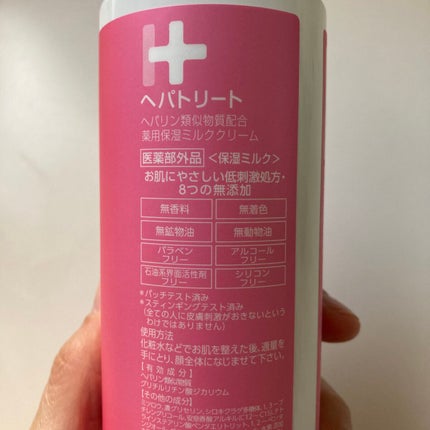 ヘパトリート
ヘパリン類似物質配合
薬用保湿ミルククリーム
医薬部外品 <保湿ミルク>
お肌にやさしい低刺激処方・
8つの無添加
無香料 無着色
無鉱物油 無動物油
パラベン
フリー
アルコール
フリー
石油系界面活性剤
フリー
シリコン
フリー
*パッチテスト済み
*スティンギングテスト済み
(全ての人に皮膚刺激がおきないという
わけではありません)
使用方法
化粧水などでお肌を整えた後、適量を
手にとり、顔全体になじませて下さい。
【有効成分】
ヘパリン類似物質
グリチルリチン酸ジカリウム
【その他の成分】